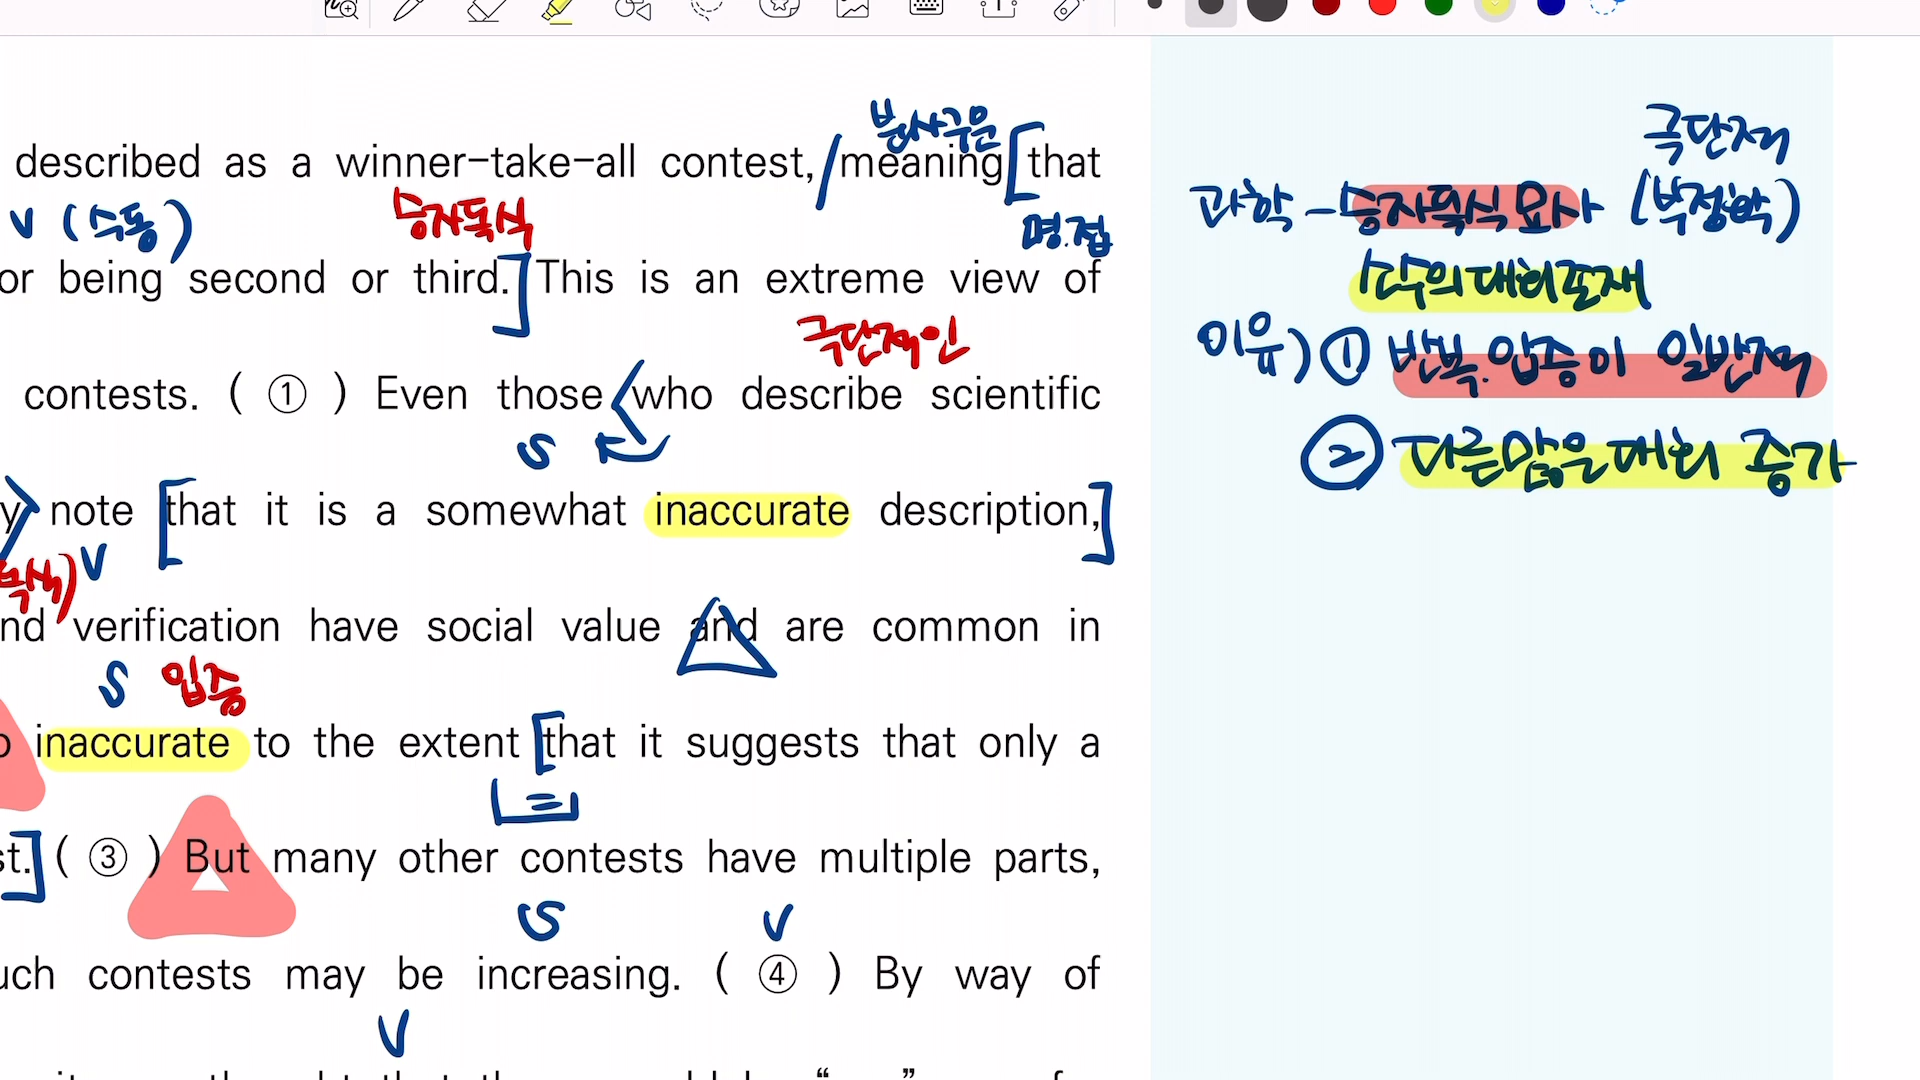 분사구문
described as a winner-take-all contest, meaning that
v (수동) 승자독식 명.접
or being second or third. This is an extreme view of
극단적인
contests. ( ① ) Even those who describe scientific
S
y note that it is a somewhat inaccurate description,
독식) V
nd verification have social value and are common in
S 입증
inaccurate to the extent that it suggests that only a
=
st. ( ③ ) But many other contests have multiple parts,
S V
uch contests may be increasing. ( ④ ) By way of
V
극단적
과학 - 승자독식 묘사 (부정확)
소수의 대회 존재
이유) ① 반복.입증이 일반적
② 다른 많은 대회 증가